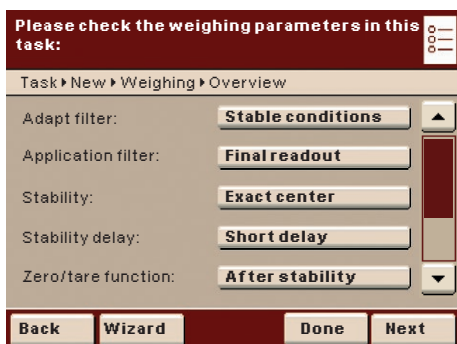 Please check the weighing parameters in this
task:
Task▶New▶Weighing▶Overview
Adapt filter: Stable conditions
Application filter: Final readout
Stability: Exact center
Stability delay: Short delay
Zero/tare function: After stability
Back Wizard Done Next